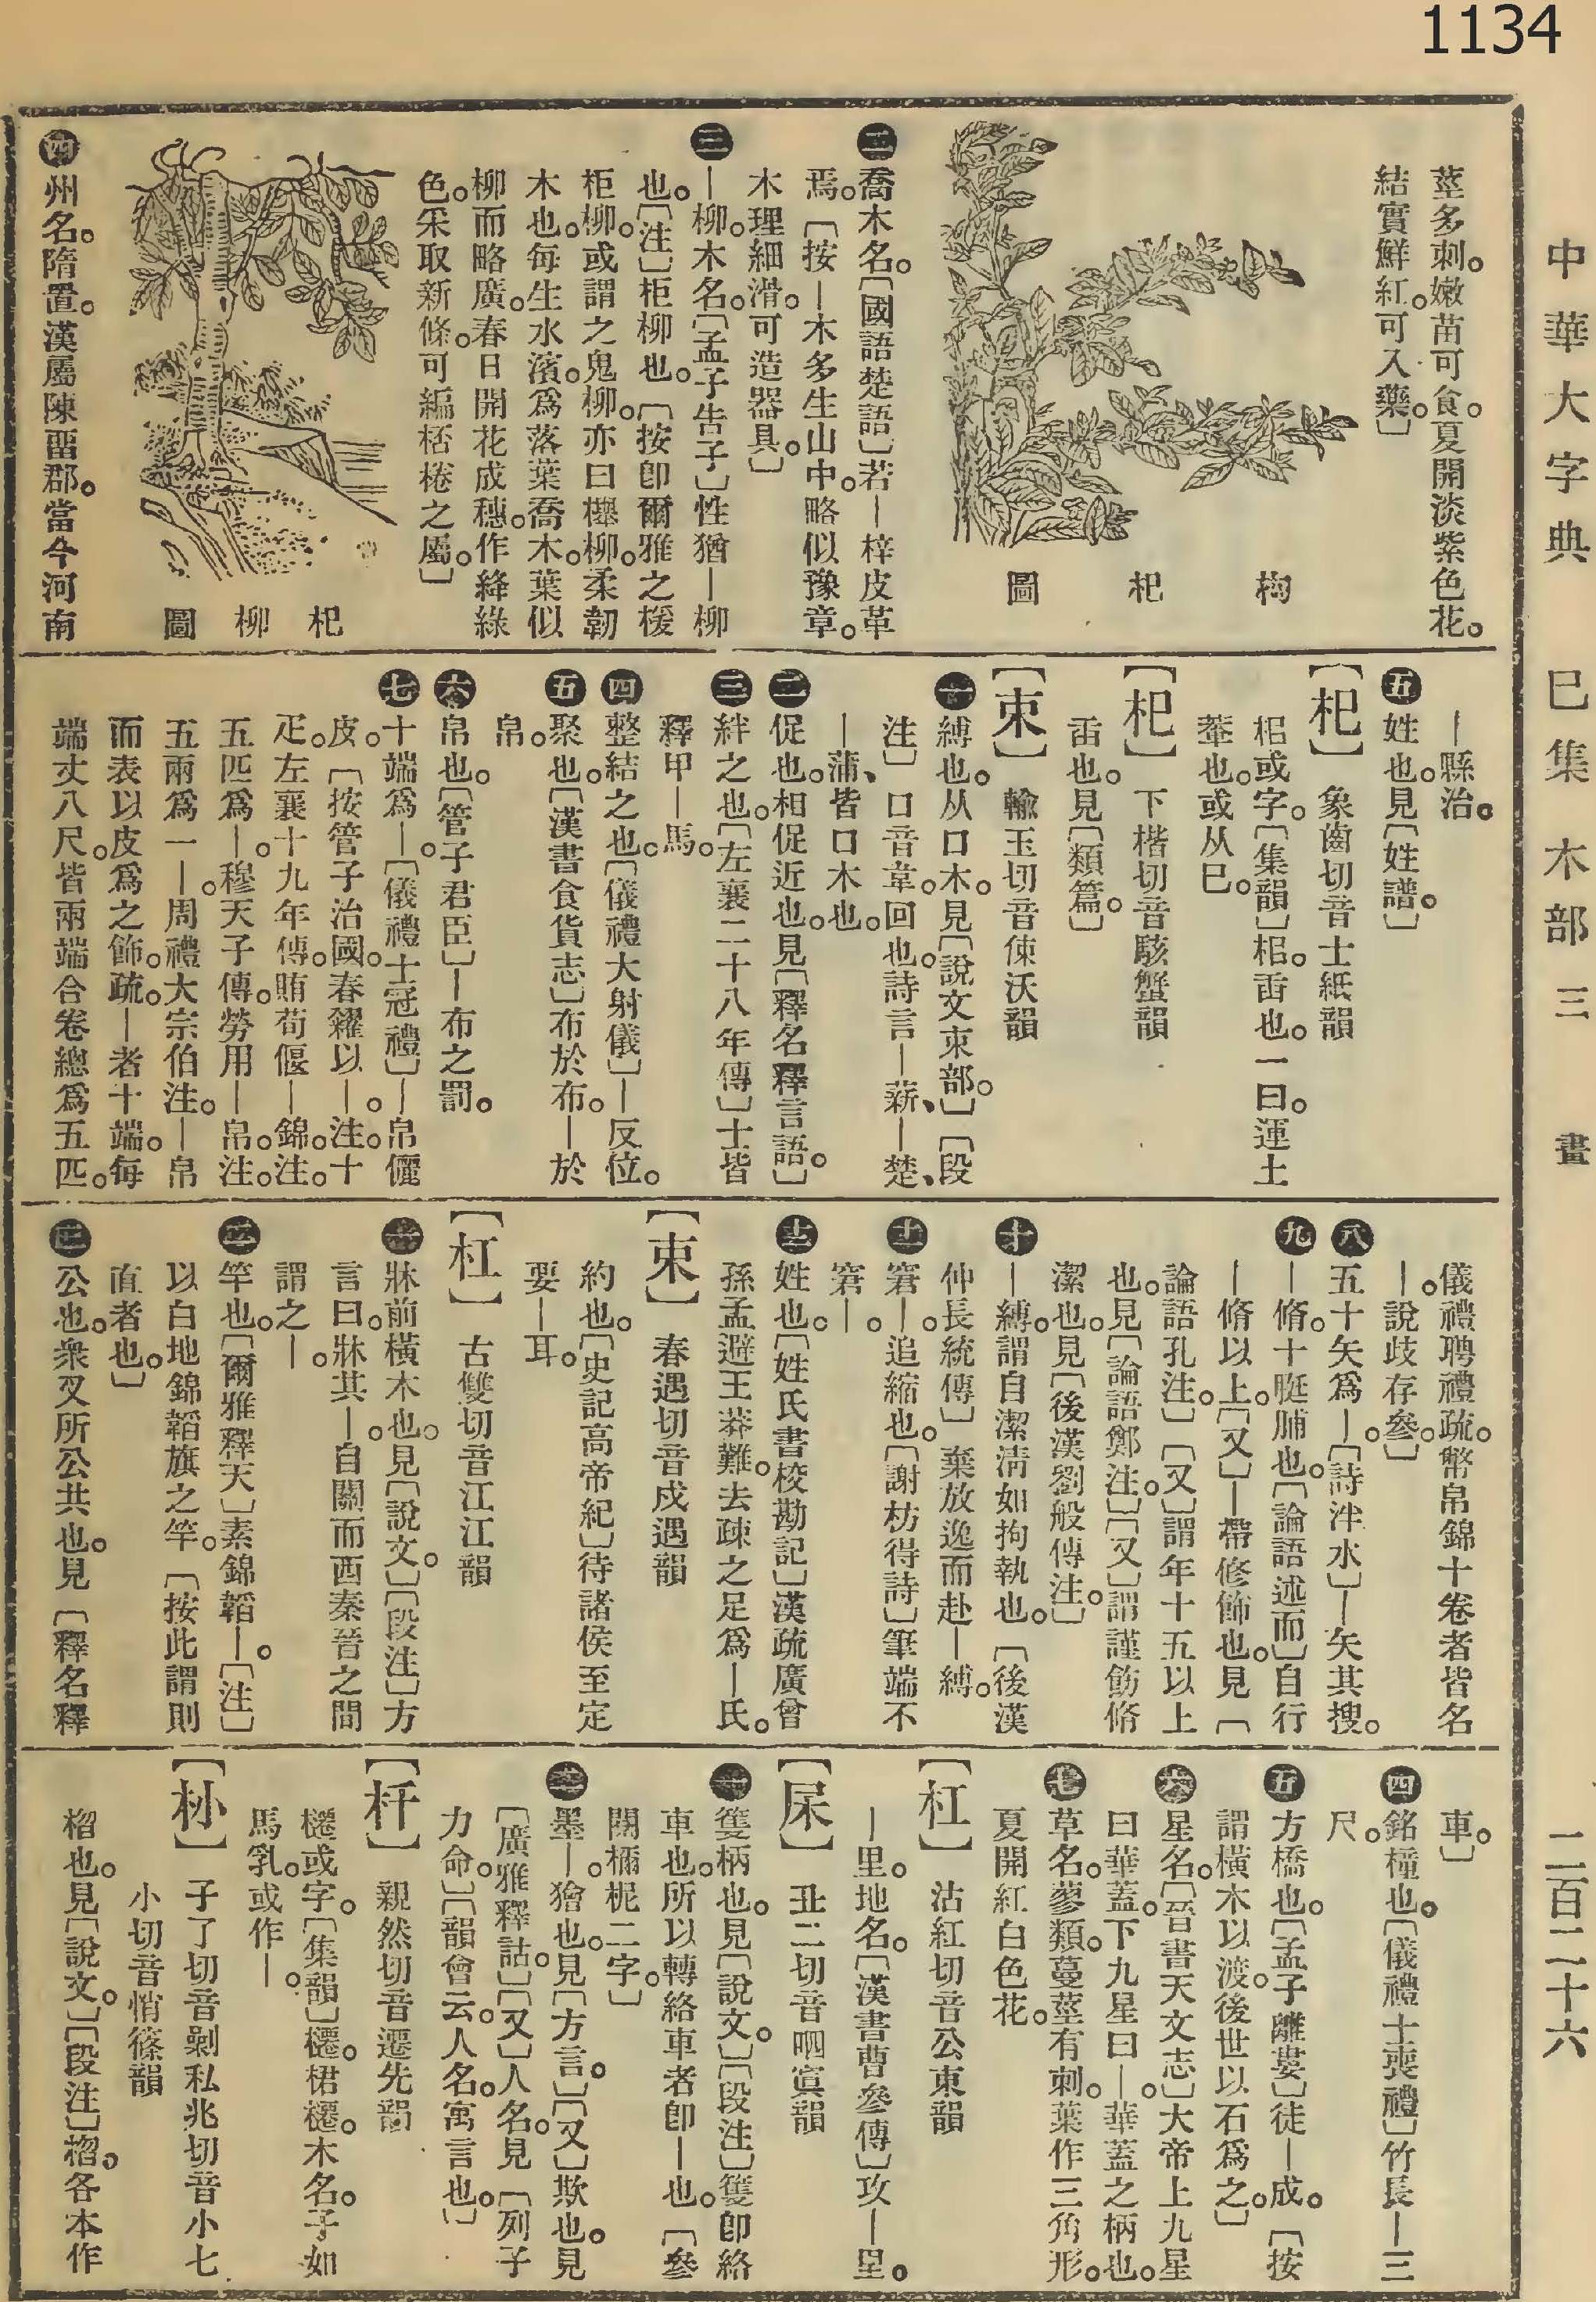 1134
中華大字典　巳集　木部　三畫　二百二十六
莖多刺。嫩苗可食。夏開淡紫色花。
結實鮮紅。可入藥。〕
枸杞圖
㊁喬木名。〔國語楚語〕若—梓皮革
焉。〔按—木多生山中。略似豫章。
木理細滑。可造器具。〕
㊂—柳。木名。〔孟子告子〕性猶—柳
也。〔注〕柜柳也。〔按卽爾雅之楥
柜柳。或謂之鬼柳。亦曰櫸柳。柔韌
木也。每生水濱。爲落葉喬木。葉似
柳而略廣。春日開花成穗。作綘綠
色。采取新條。可編栝棬之屬。〕
杞柳圖
㊃州名。隋置。漢屬陳畱郡。當今河南
—縣治。
㊄姓也。見〔姓譜。〕
〔杞〕象齒切音士紙韻
梠或字。〔集韻〕梠。臿也。一曰。運土
輂也。或从巳。
〔杞〕下楷切音駭蟹韻
臿也。見〔類篇。〕
〔束〕輸玉切音倲沃韻
㊀縛也。从口木。見〔說文束部。〕〔段
注〕口音韋。回也。詩言—薪、—楚、
—蒲、皆口木也。
㊁促也。相促近也。見〔釋名釋言語。〕
㊂絆之也。〔左襄二十八年傳〕士皆
釋甲—馬。
㊃整結之也。〔儀禮大射儀〕—反位。
㊄聚也。〔漢書食貨志〕布於布。—於
帛。
㊅帛也。〔管子君臣〕—布之罰。
㊆十端爲—。〔儀禮士冠禮〕—帛儷
皮。〔按管子治國。春糴以—。注。十
疋。左襄十九年傳。賄荀偃—錦。注。
五匹爲—。穆天子傳。勞用—帛。注。
五兩爲一—。周禮大宗伯注。—帛
而表以皮爲之飾。疏。—者十端。每
端丈八尺。皆兩端合卷。總爲五匹。
儀禮聘禮疏。幣帛錦十卷者皆名
—。說歧存參。〕
㊇五十矢爲—。〔詩泮水〕—矢其搜。
㊈—脩。十脡脯也。〔論語述而〕自行
—脩以上。〔又〕—帶修飾也。見〔
論語孔注。〕〔又〕謂年十五以上
也。見〔論語鄭注。〕〔又〕謂謹飭脩
潔也。見〔後漢劉般傳注。〕
㊉—縛。謂自潔淸如拘執也。〔後漢
仲長統傳〕棄放逸而赴—縛。
⑪窘—。追縮也。〔謝枋得詩〕筆端不
窘—。
⑫姓也。〔姓氏書校勘記〕漢疏廣曾
孫孟避王莽難。去疎之足爲—氏。
〔束〕春遇切音戍遇韻
約也。〔史記高帝紀〕待諸侯至定
要—耳。
〔杠〕古雙切音江江韻
㊀牀前橫木也。見〔說文。〕〔段注〕方
言曰。牀其—。自關而西秦晉之間
謂之—。
㊁竿也。〔爾雅釋天〕素錦韜—。〔注〕
以白地錦韜旗之竿。〔按此謂則
直者也。〕
㊂公也。衆叉所公共也。見〔釋名釋
車。〕
㊃銘橦也。〔儀禮士喪禮〕竹長—三
尺。
㊄方橋也。〔孟子離婁〕徒—成。〔按
謂橫木以渡。後世以石爲之。〕
㊅星名。〔晉書天文志〕大帝上九星
曰華蓋。下九星曰—。華蓋之柄也。
㊆草名。蓼類。蔓莖有刺。葉作三角形。
夏開紅白色花。
〔杠〕沽紅切音公東韻
—里。地名。〔漢書曹參傳〕攻—里。
〔㞡〕丑二切音呬寘韻
㊀籆柄也。見〔說文。〕〔段注〕籆卽絡
車也。所以轉絡車者卽—也。〔參
閱檷柅二字。〕
㊁墨—。獪也。見〔方言。〕〔又〕欺也。見
〔廣雅釋詁。〕〔又〕人名。見〔列子
力命。〕〔韻會云。人名。寓言也。〕
〔杄〕親然切音遷先韻
櫏或字。〔集韻〕櫏。桾櫏。木名。子如
馬乳。或作—。
〔朴〕子了切音剿私兆切音小七
小切音悄篠韻
榴也。見〔說文。〕〔段注〕榴。各本作